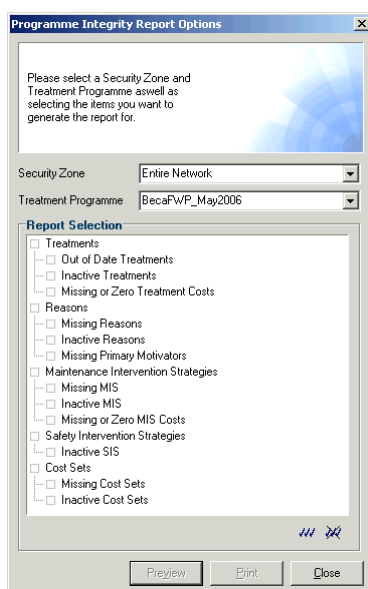 Programme Integrity Report Options
Please select a Security Zone and
Treatment Programme aswell as
selecting the items you want to
generate the report for.
Security Zone Entire Network
Treatment Programme BecaFWP_May2006
Report Selection
Treatments
Out of Date Treatments
Inactive Treatments
Missing or Zero Treatment Costs
Reasons
Missing Reasons
Inactive Reasons
Missing Primary Motivators
Maintenance Intervention Strategies
Missing MIS
Inactive MIS
Missing or Zero MIS Costs
Safety Intervention Strategies
Inactive SIS
Cost Sets
Missing Cost Sets
Inactive Cost Sets
Preview Print Close